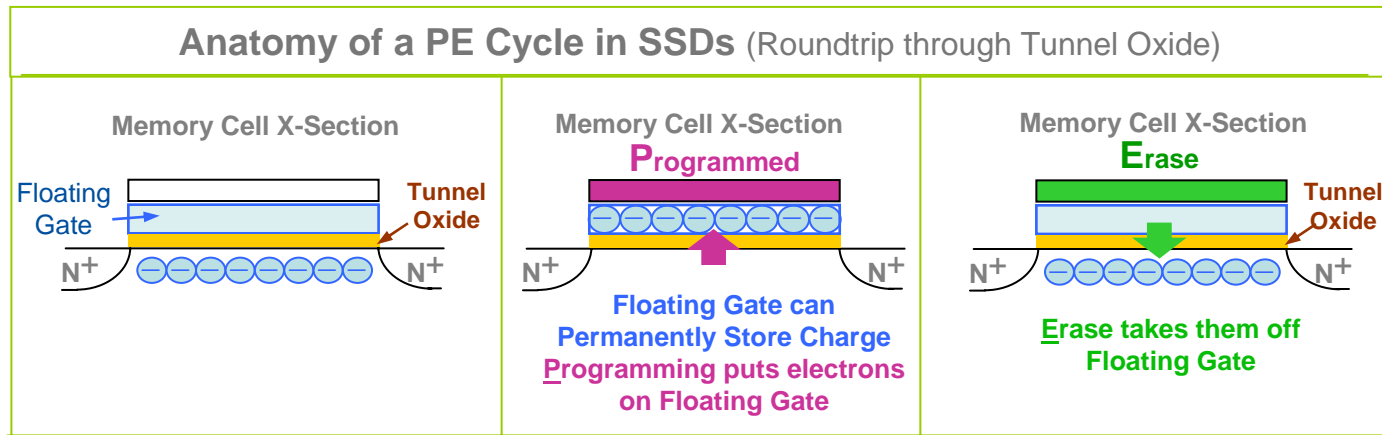 Anatomy of a PE Cycle in SSDs (Roundtrip through Tunnel Oxide)
Memory Cell X-Section
Floating
Gate
Tunnel
Oxide
N+
N+
− − − − − − − −
Memory Cell X-Section
Programmed
− − − − − − − −
N+
N+
Floating Gate can
Permanently Store Charge
Programming puts electrons
on Floating Gate
Memory Cell X-Section
Erase
Tunnel
Oxide
N+
N+
− − − − − − − −
Erase takes them off
Floating Gate